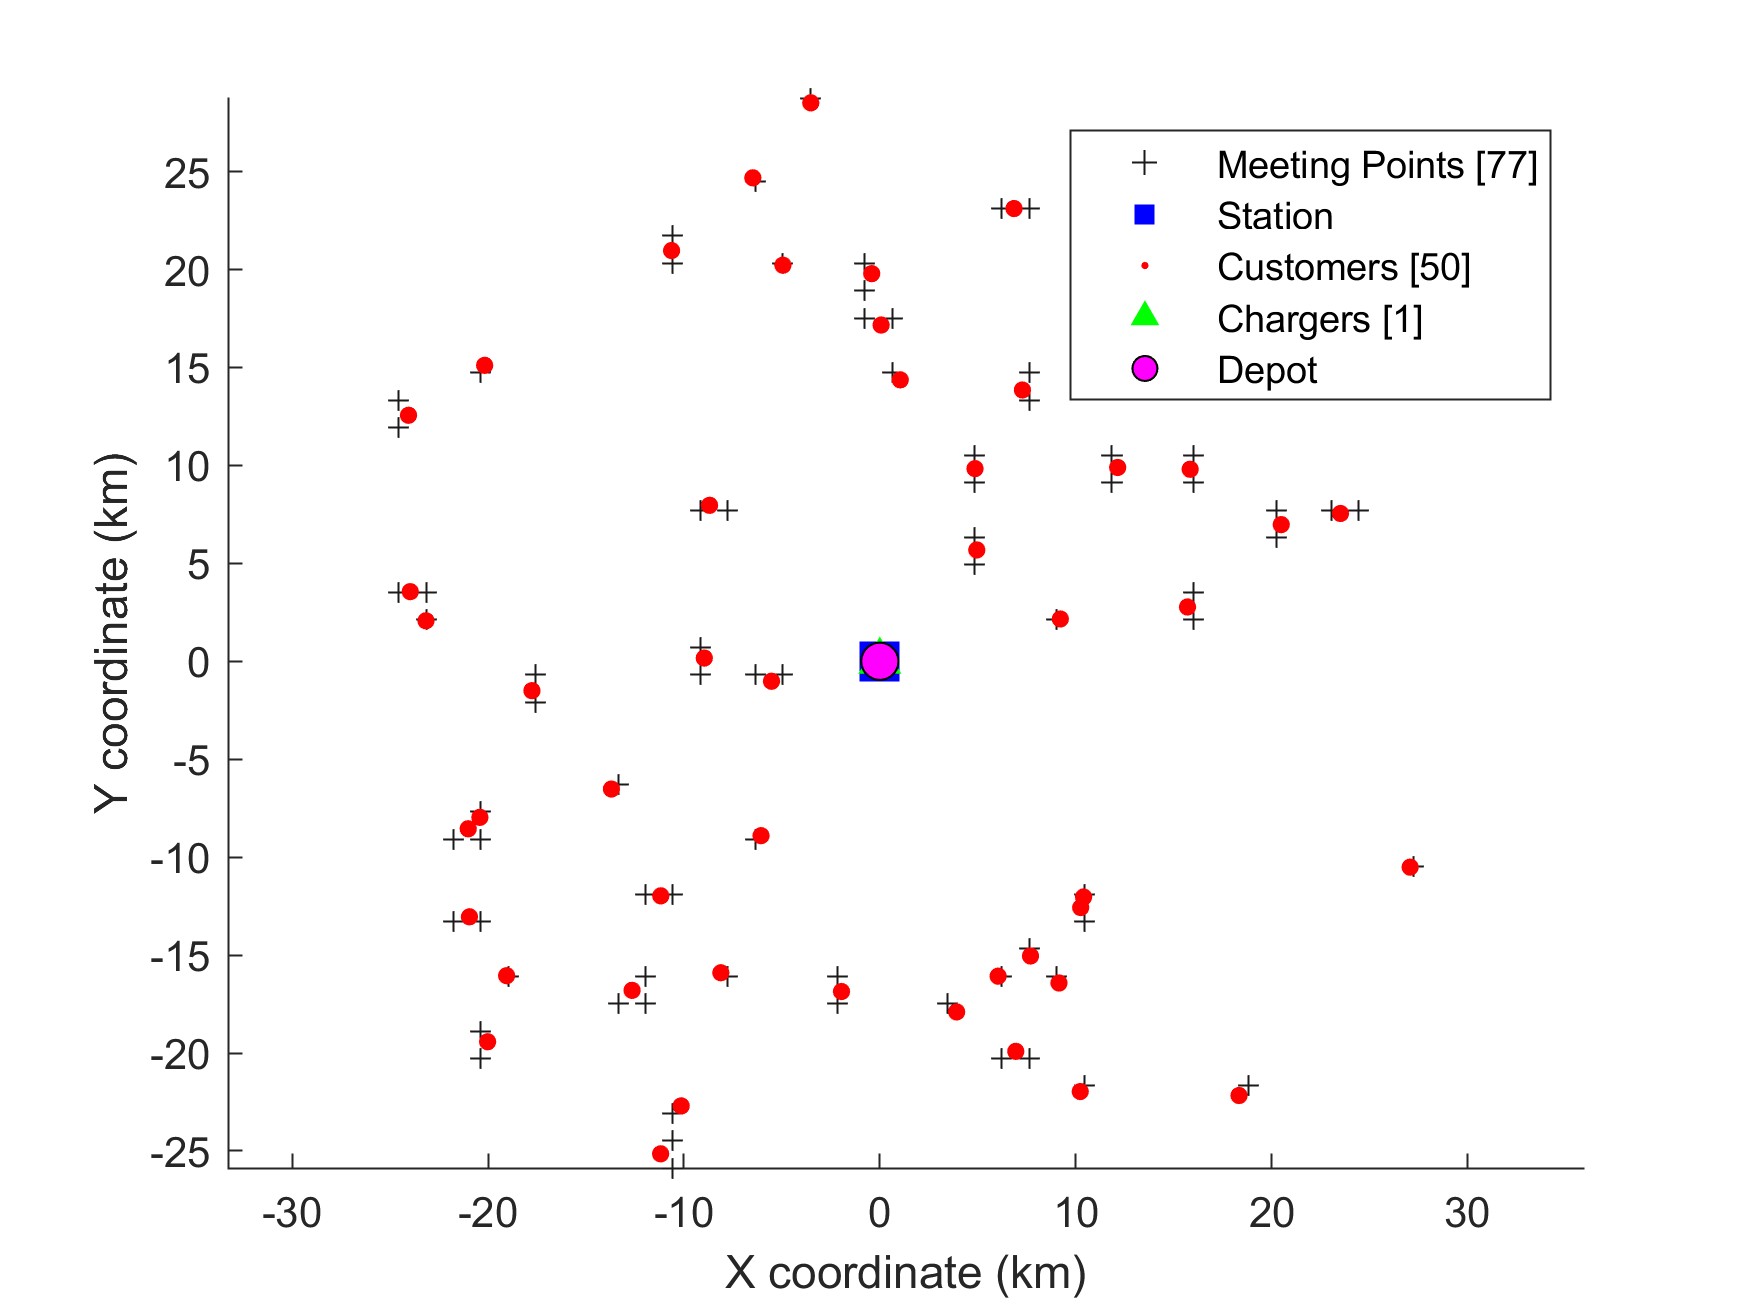 Meeting Points [77]
Station
Customers [50]
Chargers [1]
Depot
25
20
15
10
5
0
-5
-10
-15
-20
-25
Y coordinate (km)
-30 -20 -10 0 10 20 30
X coordinate (km)